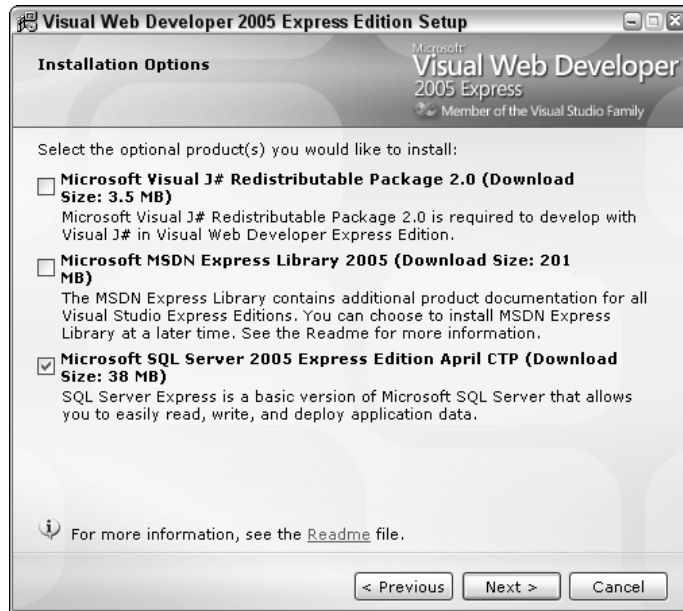 Visual Web Developer 2005 Express Edition Setup
Installation Options
Microsoft
Visual Web Developer
2005 Express
Member of the Visual Studio Family
Select the optional product(s) you would like to install:
Microsoft Visual J# Redistributable Package 2.0 (Download
Size: 3.5 MB)
Microsoft Visual J# Redistributable Package 2.0 is required to develop with
Visual J# in Visual Web Developer Express Edition.
Microsoft MSDN Express Library 2005 (Download Size: 201
MB)
The MSDN Express Library contains additional product documentation for all
Visual Studio Express Editions. You can choose to install MSDN Express
Library at a later time. See the Readme for more information.
Microsoft SQL Server 2005 Express Edition April CTP (Download
Size: 38 MB)
SQL Server Express is a basic version of Microsoft SQL Server that allows
you to easily read, write, and deploy application data.
For more information, see the Readme file.
< Previous
Next >
Cancel